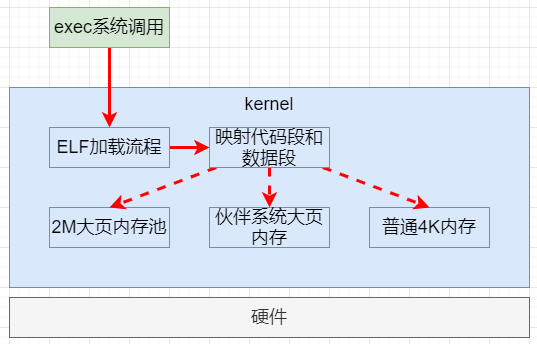 exec系统调用
kernel
ELF加载流程
映射代码段和
数据段
2M大页内存池
伙伴系统大页
内存
普通4K内存
硬件